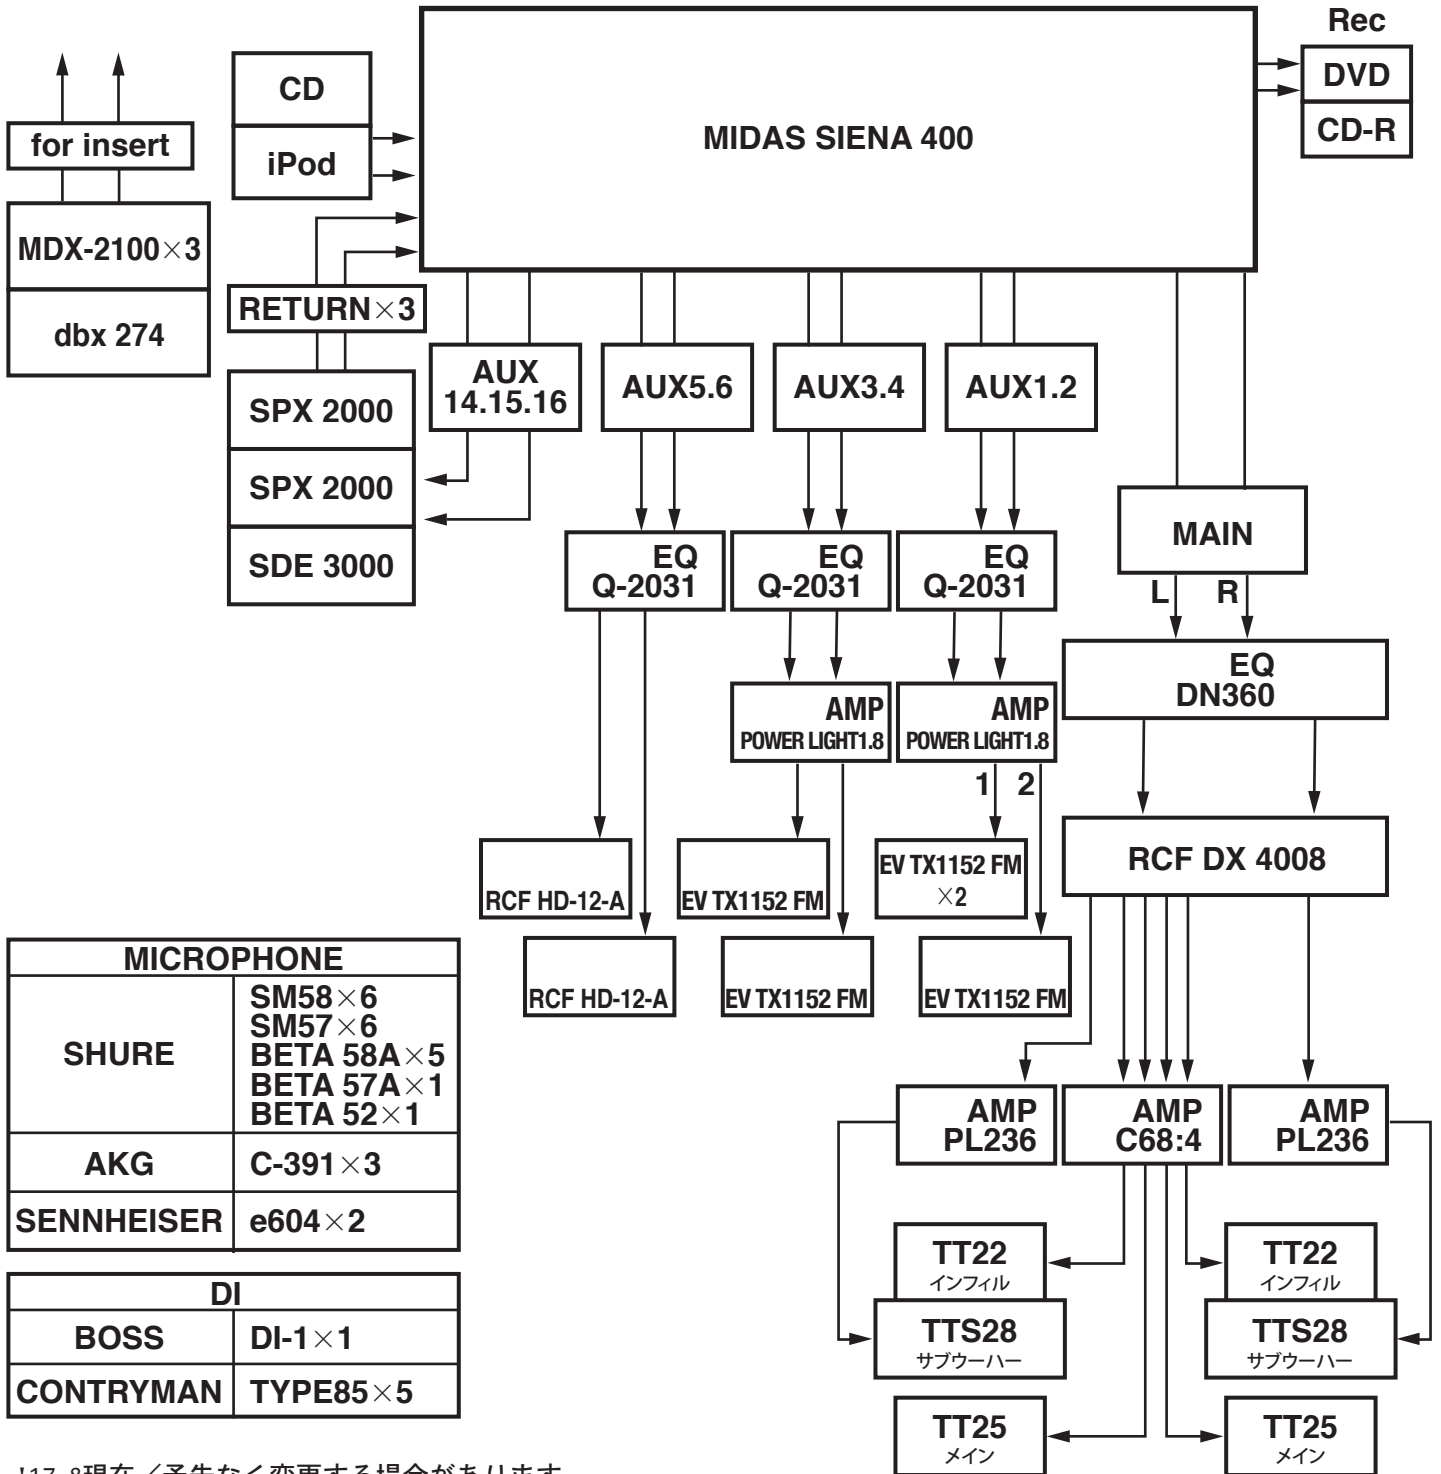 Rec
DVD
CD-R
CD
iPod
MIDAS SIENA 400
for insert
MDX-2100×3
dbx 274
RETURN×3
SPX 2000
SPX 2000
SDE 3000
AUX
14.15.16
AUX5.6
AUX3.4
AUX1.2
MAIN
L
R
EQ
Q-2031
EQ
Q-2031
EQ
Q-2031
EQ
DN360
AMP
POWER LIGHT1.8
AMP
POWER LIGHT1.8
1
2
RCF DX 4008
RCF HD-12-A
EV TX1152 FM
EV TX1152 FM
×2
RCF HD-12-A
EV TX1152 FM
EV TX1152 FM
AMP
PL236
AMP
C68:4
AMP
PL236
TT22
インフィル
TT22
インフィル
TTS28
サブウーハー
TTS28
サブウーハー
TT25
メイン
TT25
メイン
MICROPHONE
SHURE
SM58×6
SM57×6
BETA 58A×5
BETA 57A×1
BETA 52×1
AKG
C-391×3
SENNHEISER
e604×2
DI
BOSS
DI-1×1
CONTRYMAN
TYPE85×5